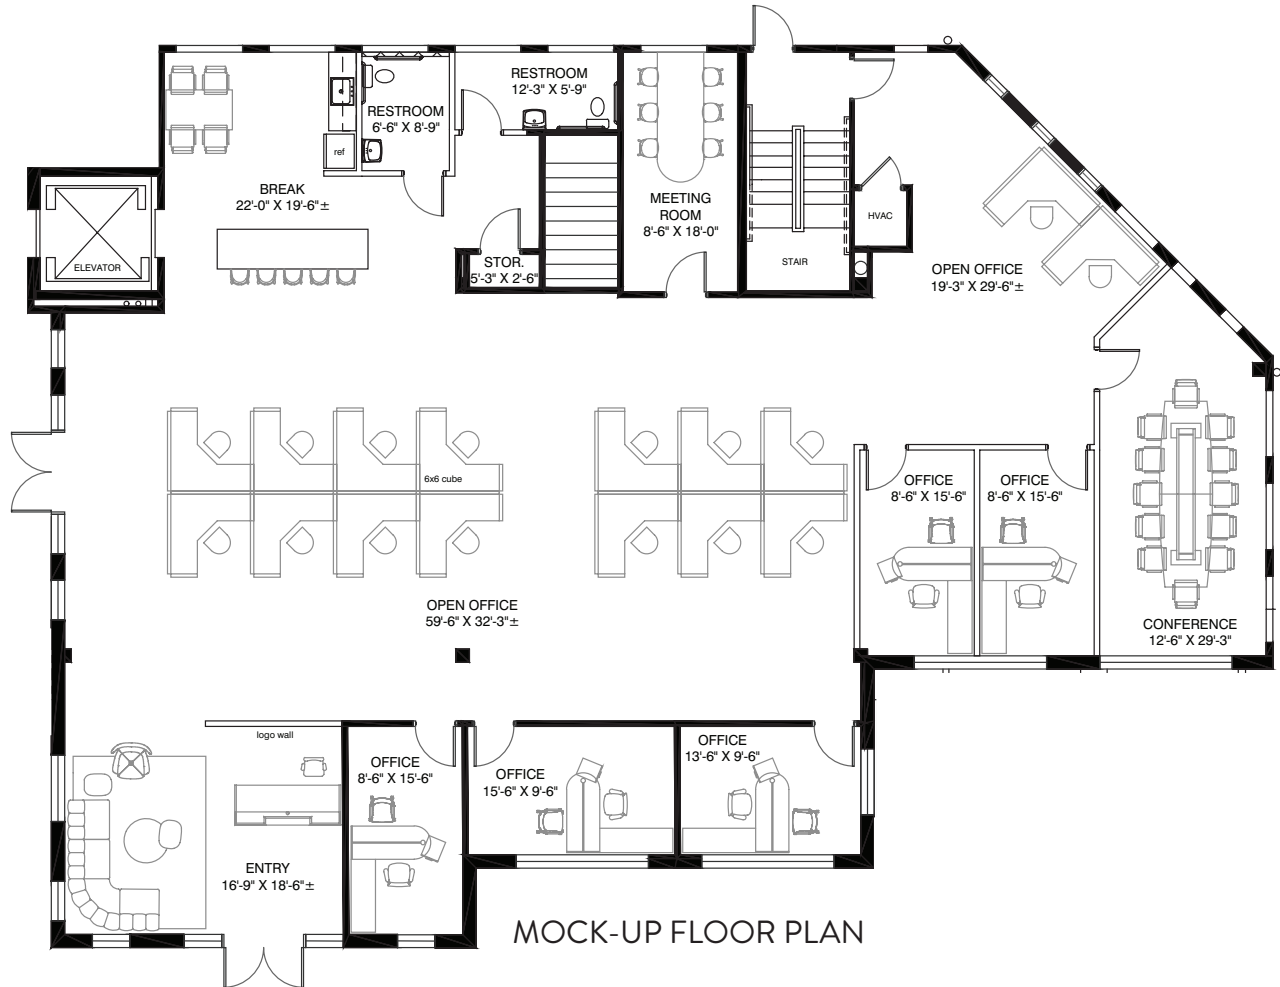 RESTROOM
12'-3" X 5'-9"
RESTROOM
6'-6" X 8'-9"
ref
BREAK
22'-0" X 19'-6"±
MEETING
ROOM
8'-6" X 18'-0"
HVAC
ELEVATOR
STOR.
5'-3" X 2'-6"
STAIR
OPEN OFFICE
19'-3" X 29'-6"±
6x6 cube
OFFICE
8'-6" X 15'-6"
OFFICE
8'-6" X 15'-6"
OPEN OFFICE
59'-6" X 32'-3"±
CONFERENCE
12'-6" X 29'-3"
logo wall
OFFICE
8'-6" X 15'-6"
OFFICE
15'-6" X 9'-6"
OFFICE
13'-6" X 9'-6"
ENTRY
16'-9" X 18'-6"±
MOCK-UP FLOOR PLAN